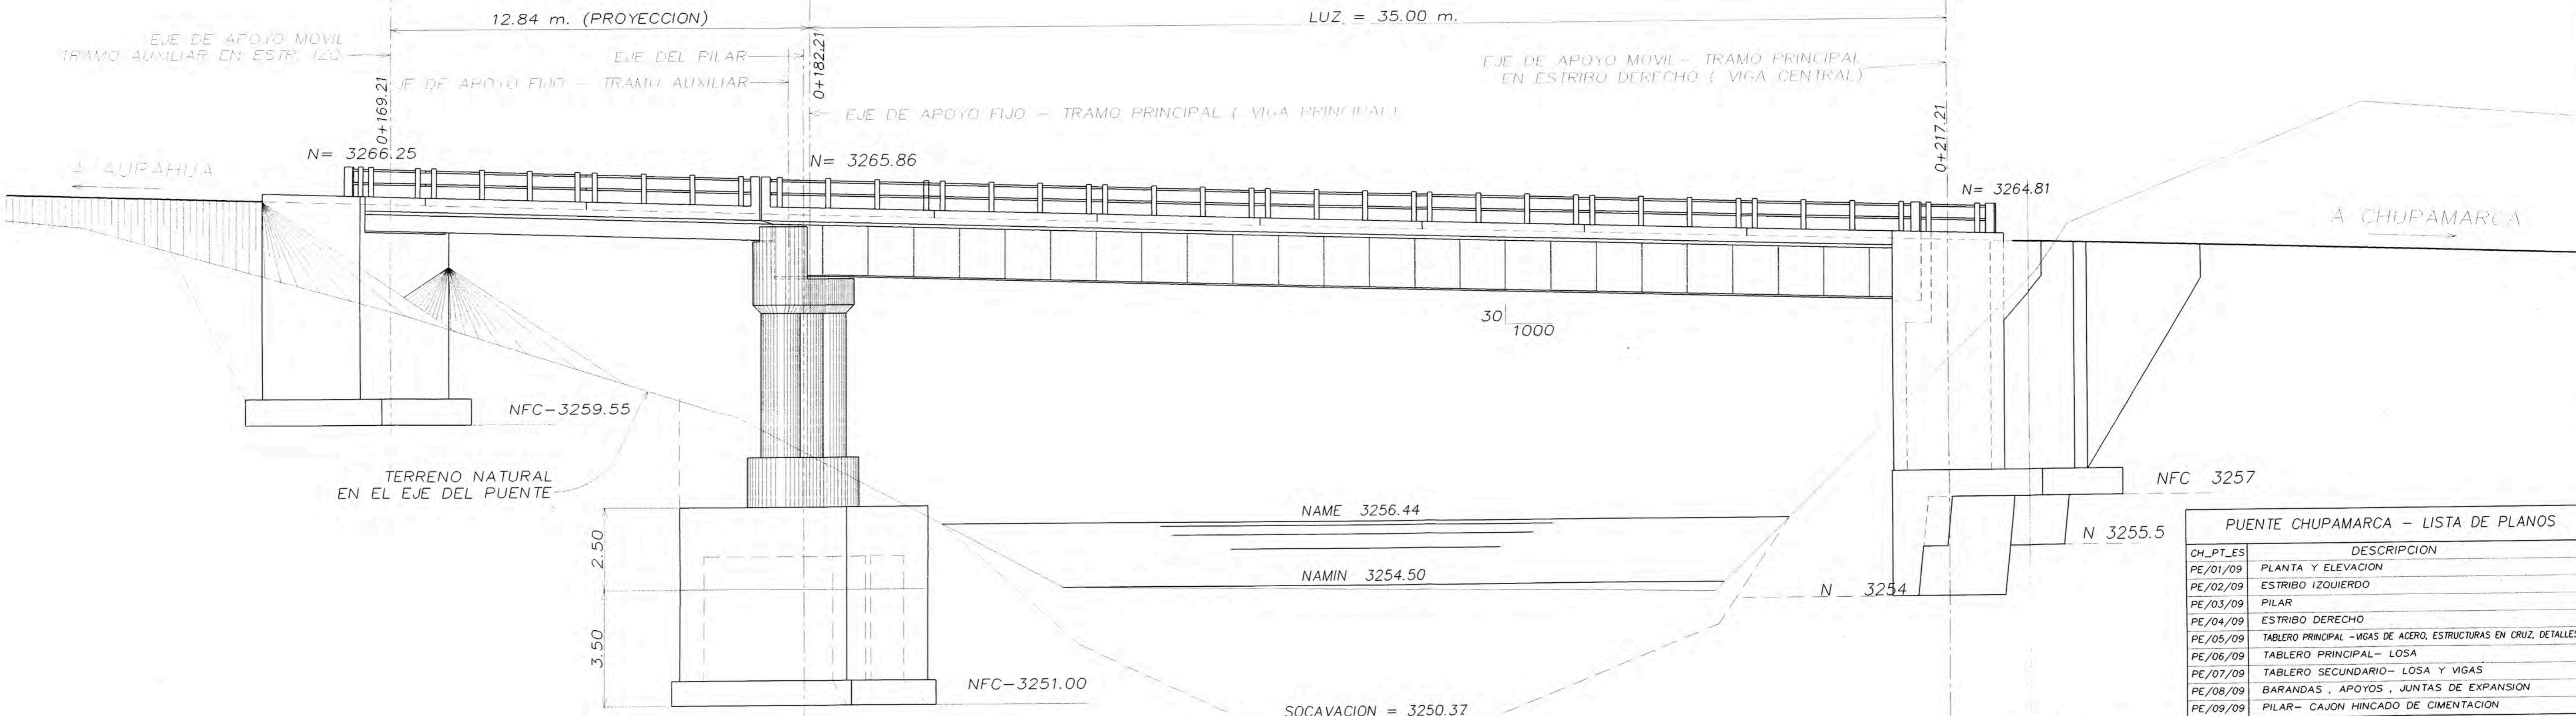 12.84 m. (PROYECCION)
LUZ = 35.00 m.
EJE DE APOYO MOVIL
TRAMO AUXILIAR EN ESTR. IZQ.
EJE DEL PILAR
JE DE APOYO FIJO - TRAMO AUXILIAR
0+169.21
0+182.21
EJE DE APOYO MOVIL- TRAMO PRINCIPAL
EN ESTRIBO DERECHO ( VIGA CENTRAL)
EJE DE APOYO FIJO - TRAMO PRINCIPAL ( VIGA PRINCIPAL)
0+217.21
N= 3266.25
N= 3265.86
N= 3264.81
A AURAHUA
A CHUPAMARCA
30
1000
NFC-3259.55
TERRENO NATURAL
EN EL EJE DEL PUENTE
NFC 3257
N 3255.5
NAME 3256.44
NAMIN 3254.50
N 3254
2.50
3.50
NFC-3251.00
SOCAVACION = 3250.37
PUENTE CHUPAMARCA - LISTA DE PLANOS
CH_PT_ES DESCRIPCION
PE/01/09 PLANTA Y ELEVACION
PE/02/09 ESTRIBO IZQUIERDO
PE/03/09 PILAR
PE/04/09 ESTRIBO DERECHO
PE/05/09 TABLERO PRINCIPAL -VIGAS DE ACERO, ESTRUCTURAS EN CRUZ, DETALLES
PE/06/09 TABLERO PRINCIPAL- LOSA
PE/07/09 TABLERO SECUNDARIO- LOSA Y VIGAS
PE/08/09 BARANDAS , APOYOS , JUNTAS DE EXPANSION
PE/09/09 PILAR- CAJON HINCADO DE CIMENTACION